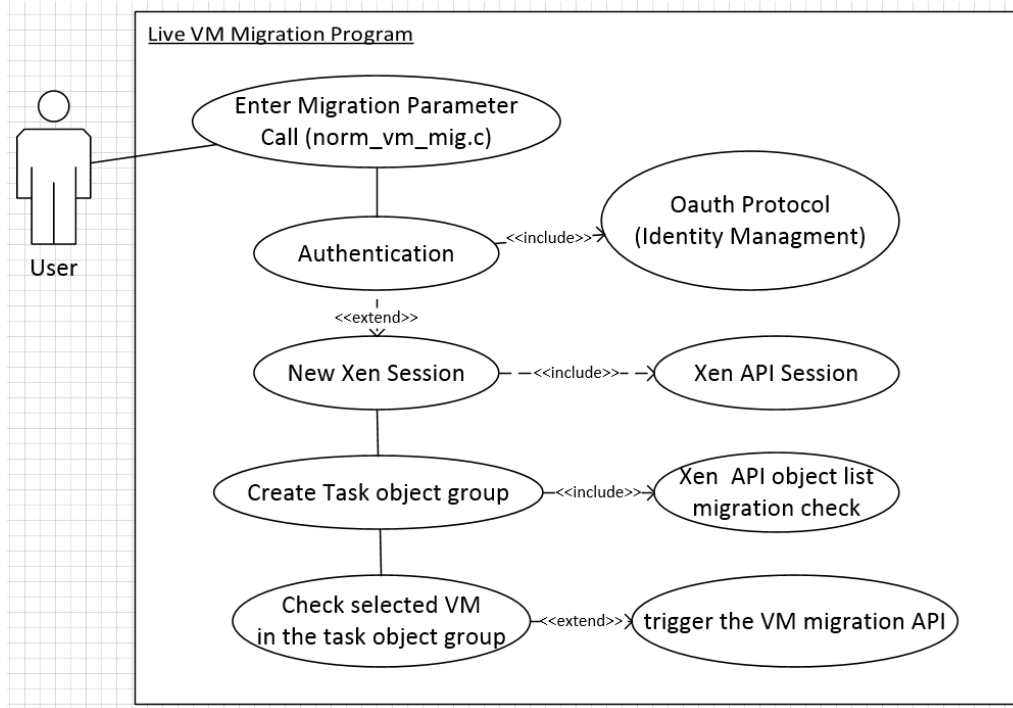 Live VM Migration Program
Enter Migration Parameter
Call (norm_vm_mig.c)
Oauth Protocol
(Identity Managment)
<<include>>
Authentication
User
<<extend>>
New Xen Session
<<include>>
Xen API Session
Create Task object group
<<include>>
Xen API object list
migration check
Check selected VM
in the task object group
<<extend>>
trigger the VM migration API